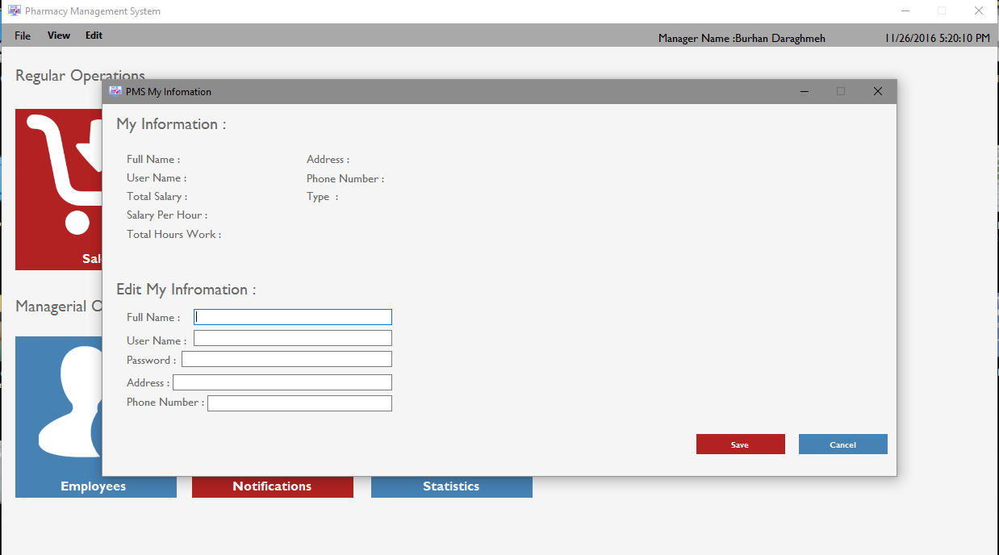 Pharmacy Management System
File View Edit Manager Name :Burhan Daraghmeh 11/26/2016 5:20:10 PM
Regular Operations
PMS My Infomation
My Information :
Full Name : Address :
User Name : Phone Number :
Total Salary : Type :
Salary Per Hour :
Total Hours Work :
Sal
Edit My Infromation :
Managerial O
Full Name :
User Name :
Password :
Address :
Phone Number :
Save Cancel
Employees Notifications Statistics